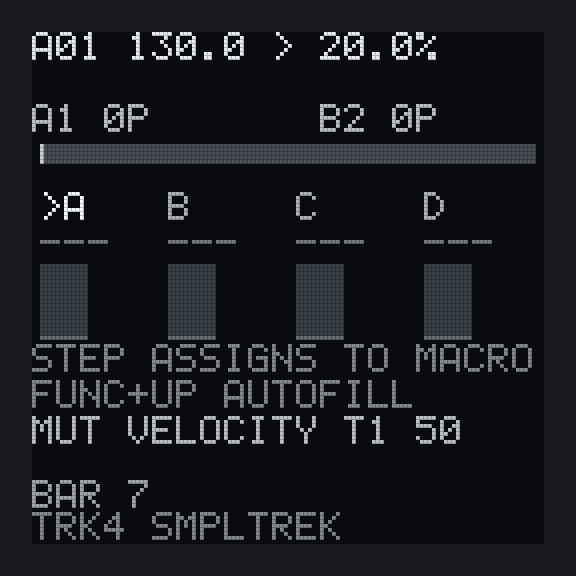 A01 130.0 > 20.0%
A1 0P B2 0P
>A B C D
--- --- --- ---
STEP ASSIGNS TO MACRO
FUNC+UP AUTOFILL
MUT VELOCITY T1 50
BAR 7
TRK4 SMPLTREK